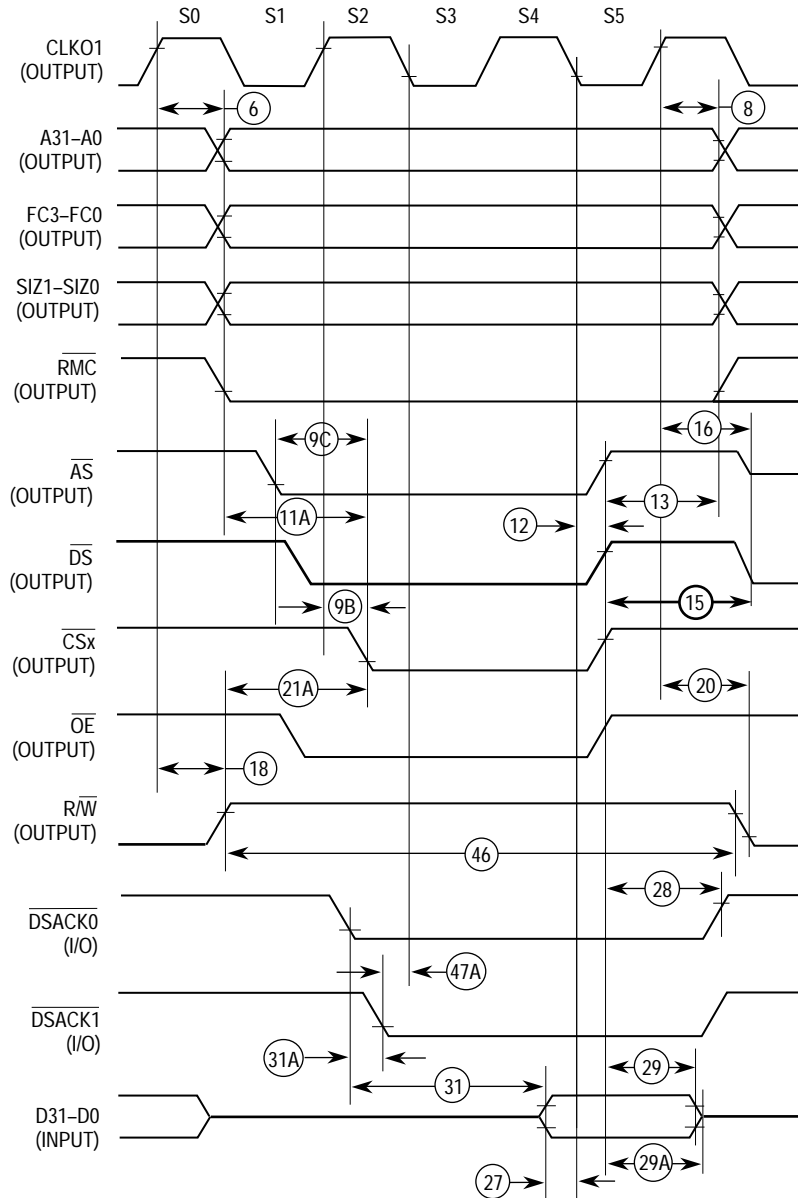 S0 S1 S2 S3 S4 S5
CLKO1
(OUTPUT)
6
8
A31–A0
(OUTPUT)
FC3–FC0
(OUTPUT)
SIZ1–SIZ0
(OUTPUT)
RMC
(OUTPUT)
16
9C
AS
(OUTPUT)
11A
12
13
DS
(OUTPUT)
9B
15
CSx
(OUTPUT)
21A
20
OE
(OUTPUT)
18
R/W
(OUTPUT)
46
28
DSACK0
(I/O)
47A
DSACK1
(I/O)
31A
31
29
D31–D0
(INPUT)
29A
27